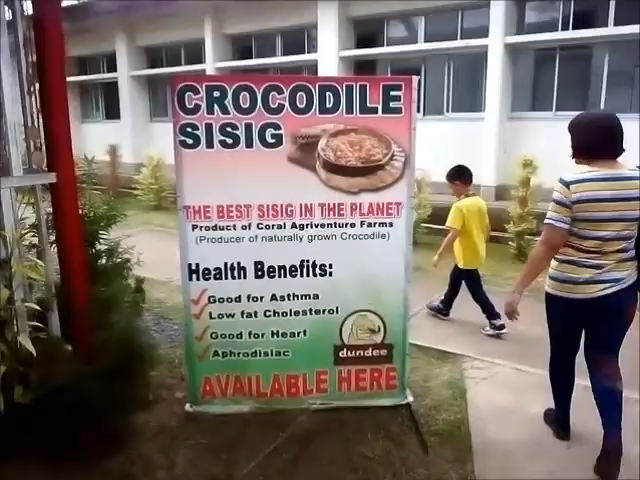 CROCODILE
SISIG
THE BEST SISIG IN THE PLANET
Product of Coral Agriventure Farms
(Producer of naturally grown Crocodile)
Health Benefits:
Good for Asthma
Low fat Cholesterol
Good for Heart
Aphrodisiac
dundee
AVAILABLE HERE